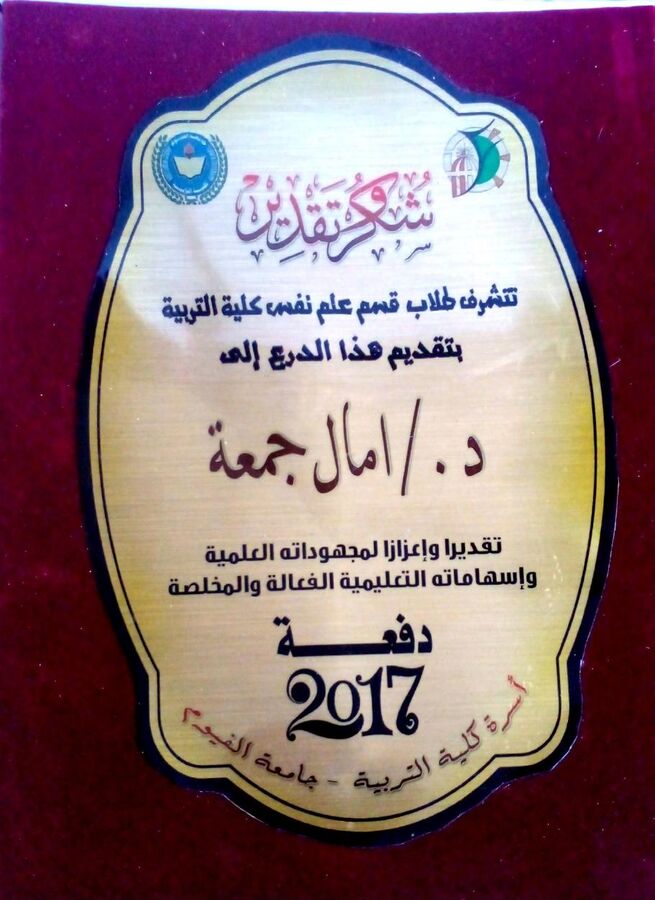 شكر وتقدير
تتشرف طلاب قسم علم نفس كلية التربية
بتقديم هذا الدرع إلى
د./امال جمعة
تقديرا وإعزازا لمجهوداته العلمية
وإسهاماته التعليمية الفعالة والمخلصة
دفعة
2017
أسرة كلية التربية - جامعة الفيوم